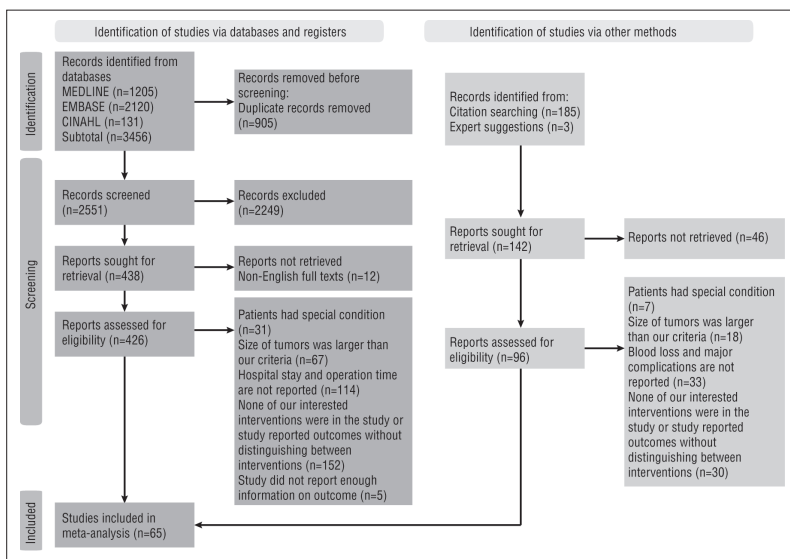 Identification of studies via databases and registers
Identification of studies via other methods
Identification
Records identified from
databases
MEDLINE (n=1205)
EMBASE (n=2120)
CINAHL (n=131)
Subtotal (n=3456)
Records removed before
screening:
Duplicate records removed
(n=905)
Records identified from:
Citation searching (n=185)
Expert suggestions (n=3)
Screening
Records screened
(n=2551)
Records excluded
(n=2249)
Reports sought for
retrieval (n=438)
Reports not retrieved
Non-English full texts (n=12)
Reports sought for
retrieval (n=142)
Reports not retrieved (n=46)
Reports assessed for
eligibility (n=426)
Patients had special condition
(n=31)
Size of tumors was larger than
our criteria (n=67)
Hospital stay and operation time
are not reported (n=114)
None of our interested
interventions were in the study or
study reported outcomes without
distinguishing between
interventions (n=152)
Study did not report enough
information on outcome (n=5)
Reports assessed for
eligibility (n=96)
Patients had special condition
(n=7)
Size of tumors was larger
than our criteria (n=18)
Blood loss and major
complications are not
reported (n=33)
None of our interested
interventions were in the
study or study reported
outcomes without
distinguishing between
interventions (n=30)
Included
Studies included in
meta-analysis (n=65)